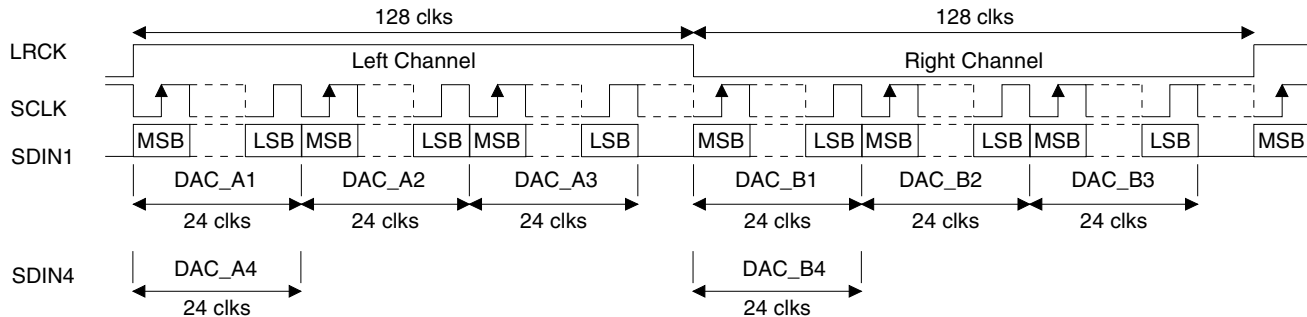 128 clks 128 clks
LRCK Left Channel Right Channel
SCLK
SDIN1 MSB LSB MSB LSB MSB LSB MSB LSB MSB LSB MSB LSB MSB
DAC_A1 DAC_A2 DAC_A3 DAC_B1 DAC_B2 DAC_B3
24 clks 24 clks 24 clks 24 clks 24 clks 24 clks
SDIN4 DAC_A4 DAC_B4
24 clks 24 clks